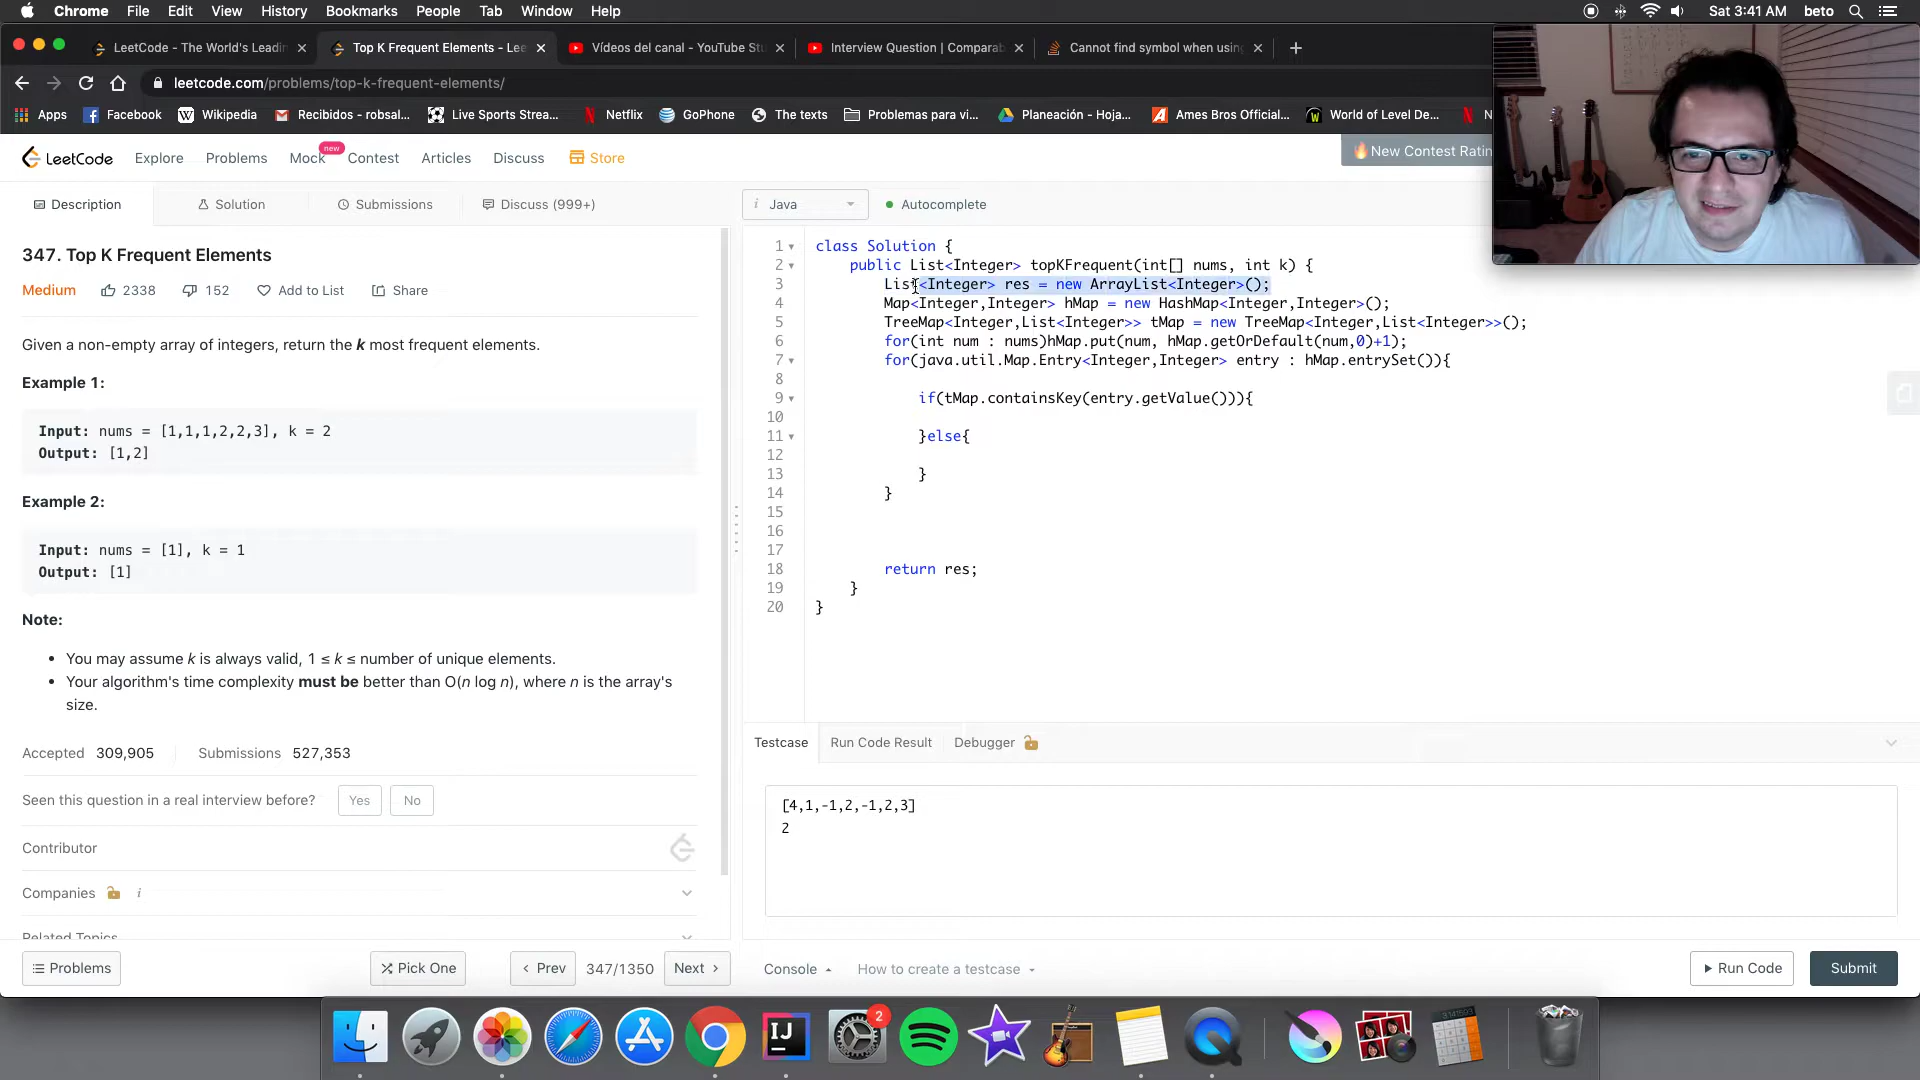 Chrome File Edit View History Bookmarks People Tab Window Help
Sat 3:41 AM beto
LeetCode - The World's Leadin
Top K Frequent Elements - Lee
Vídeos del canal - YouTube Stu
Interview Question | Comparab
Cannot find symbol when using
leetcode.com/problems/top-k-frequent-elements/
Apps Facebook Wikipedia Recibidos - robsal... Live Sports Strea... Netflix GoPhone The texts Problemas para vi... Planeación - Hoja... Ames Bros Official... World of Level De... N
LeetCode Explore Problems Mock new Contest Articles Discuss Store
New Contest Ratin
Description Solution Submissions Discuss (999+)
i Java Autocomplete
347. Top K Frequent Elements
Medium 2338 152 Add to List Share
Given a non-empty array of integers, return the k most frequent elements.
Example 1:
Input: nums = [1,1,1,2,2,3], k = 2
Output: [1,2]
Example 2:
Input: nums = [1], k = 1
Output: [1]
Note:
• You may assume k is always valid, 1 ≤ k ≤ number of unique elements.
• Your algorithm's time complexity must be better than O(n log n), where n is the array's
size.
Accepted 309,905 Submissions 527,353
Seen this question in a real interview before? Yes No
Contributor
Companies i
Related Topics
Problems Pick One Prev 347/1350 Next
1 class Solution {
2 public List<Integer> topKFrequent(int[] nums, int k) {
3 List<Integer> res = new ArrayList<Integer>();
4 Map<Integer,Integer> hMap = new HashMap<Integer,Integer>();
5 TreeMap<Integer,List<Integer>> tMap = new TreeMap<Integer,List<Integer>>();
6 for(int num : nums)hMap.put(num, hMap.getOrDefault(num,0)+1);
7 for(java.util.Map.Entry<Integer,Integer> entry : hMap.entrySet()){
8
9 if(tMap.containsKey(entry.getValue())){
10
11 }else{
12
13 }
14 }
15
16
17
18 return res;
19 }
20 }
Testcase Run Code Result Debugger
[4,1,-1,2,-1,2,3]
2
Console How to create a testcase Run Code Submit
IJ
2
3.141593